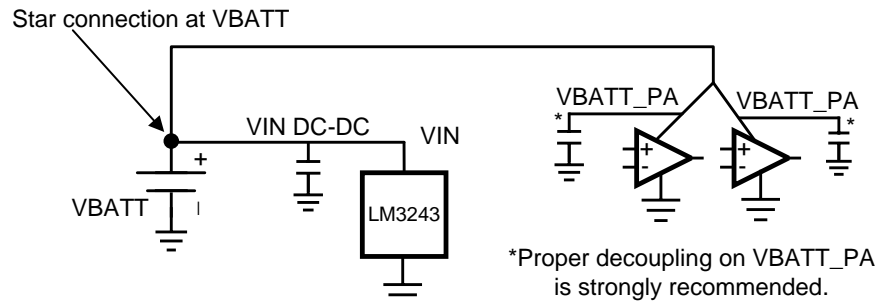 Star connection at VBATT
VBATT_PA
VBATT_PA
*
*
VIN DC-DC
VIN
+
+
-
+
-
VBATT
LM3243
*Proper decoupling on VBATT_PA
is strongly recommended.